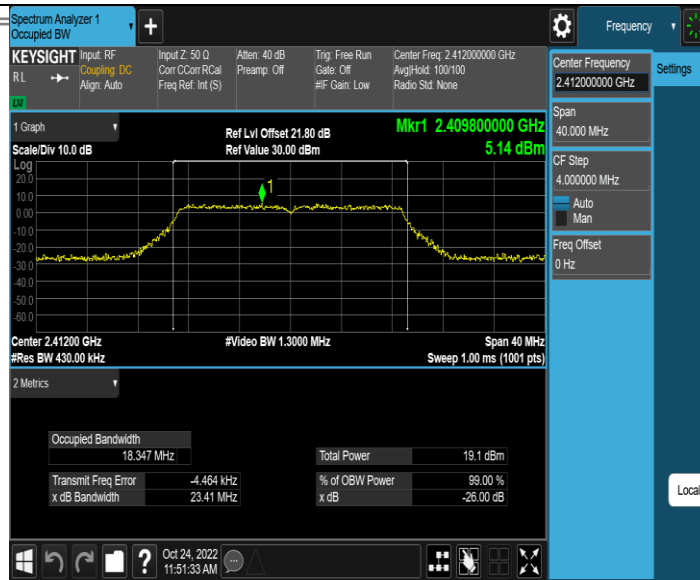 Spectrum Analyzer 1
Occupied BW
+
Frequency
KEYSIGHT
RL
LXI
Input: RF
Coupling: DC
Align: Auto
Input Z: 50 Ω
Corr CCorr RCal
Freq Ref: Int (S)
Atten: 40 dB
Preamp: Off
Trig: Free Run
Gate: Off
#IF Gain: Low
Center Freq: 2.412000000 GHz
Avg|Hold: 100/100
Radio Std: None
Center Frequency
2.412000000 GHz
Settings
Span
40.000 MHz
CF Step
4.000000 MHz
Auto
Man
Freq Offset
0 Hz
1 Graph
Scale/Div 10.0 dB
Ref Lvl Offset 21.80 dB
Ref Value 30.00 dBm
Mkr1 2.409800000 GHz
5.14 dBm
Log
20.0
10.0
0.00
-10.0
-20.0
-30.0
-40.0
-50.0
-60.0
1
Center 2.41200 GHz
#Res BW 430.00 kHz
#Video BW 1.3000 MHz
Span 40 MHz
Sweep 1.00 ms (1001 pts)
2 Metrics
Occupied Bandwidth
18.347 MHz
Total Power 19.1 dBm
Transmit Freq Error -4.464 kHz
% of OBW Power 99.00 %
x dB Bandwidth 23.41 MHz
x dB -26.00 dB
Local
?
Oct 24, 2022
11:51:33 AM